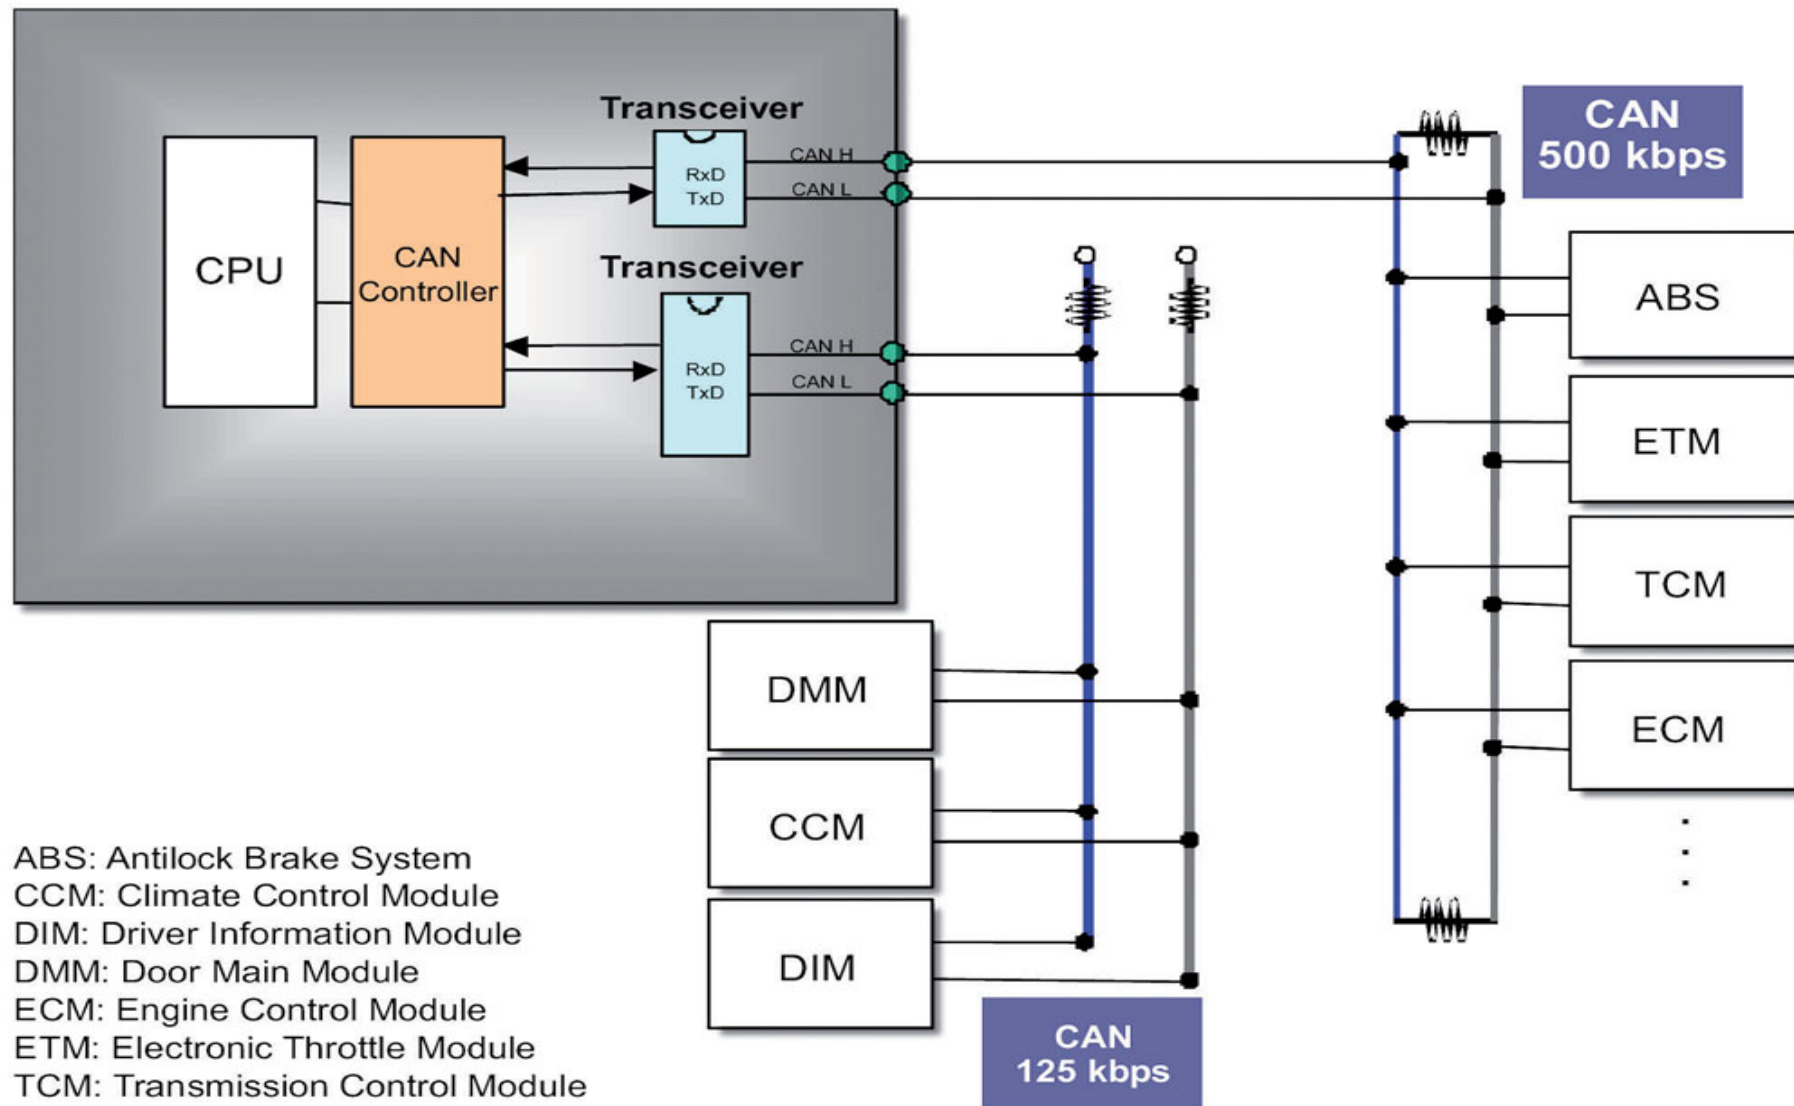 Transceiver
CAN H
RxD
CAN L
TxD
CPU
CAN
Controller
Transceiver
CAN H
RxD
CAN L
TxD
CAN
500 kbps
ABS
ETM
TCM
ECM
DMM
CCM
DIM
CAN
125 kbps
ABS: Antilock Brake System
CCM: Climate Control Module
DIM: Driver Information Module
DMM: Door Main Module
ECM: Engine Control Module
ETM: Electronic Throttle Module
TCM: Transmission Control Module